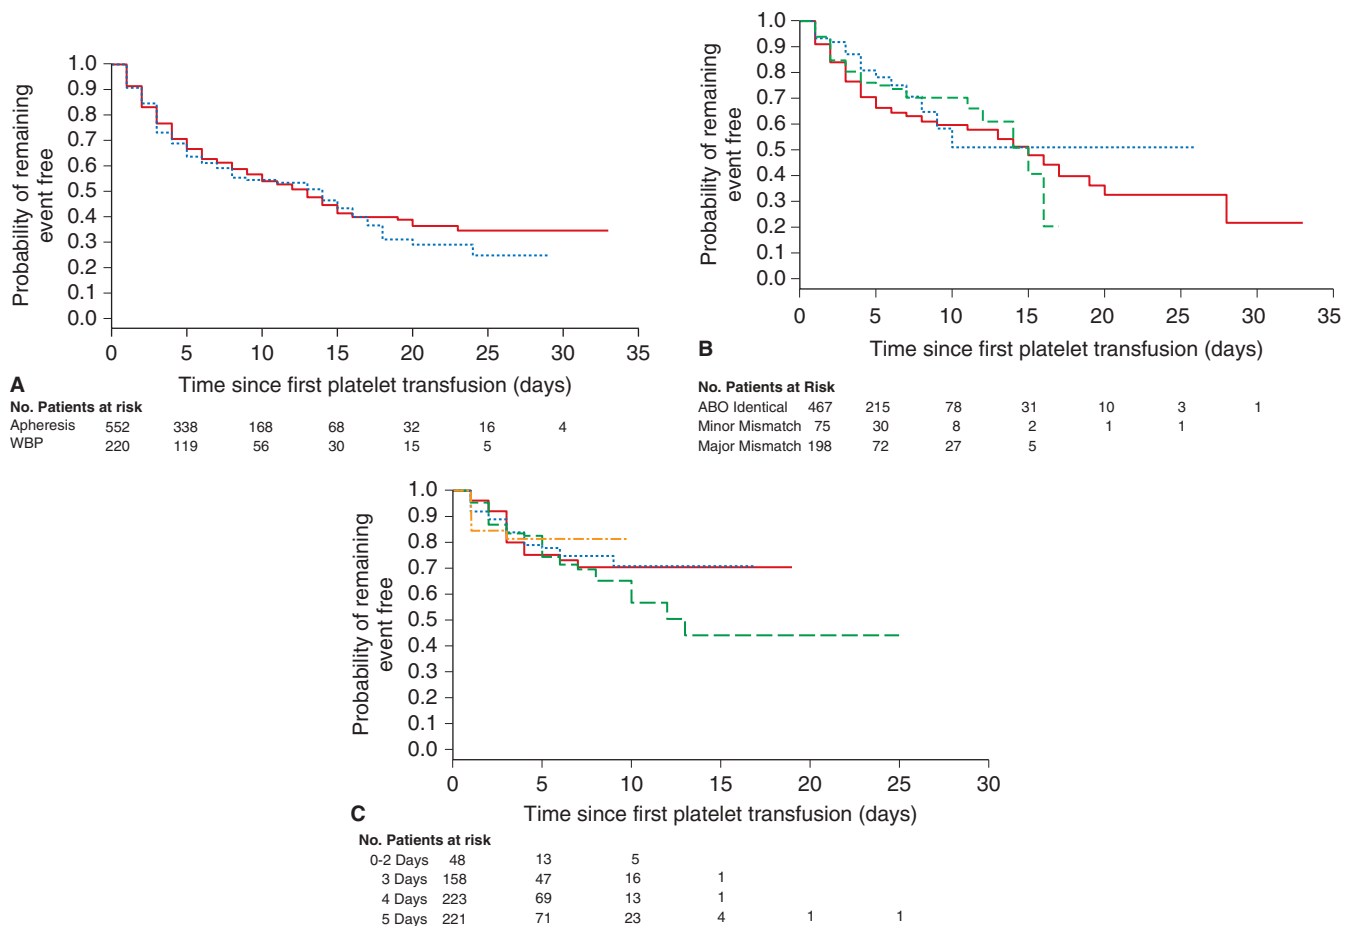 1.0
0.9
0.8
0.7
0.6
0.5
0.4
0.3
0.2
0.1
0.0
Probability of remaining
event free
0 5 10 15 20 25 30 35
Time since first platelet transfusion (days)
A
No. Patients at risk
Apheresis 552 338 168 68 32 16 4
WBP 220 119 56 30 15 5
1.0
0.9
0.8
0.7
0.6
0.5
0.4
0.3
0.2
0.1
0.0
Probability of remaining
event free
0 5 10 15 20 25 30 35
Time since first platelet transfusion (days)
B
No. Patients at Risk
ABO Identical 467 215 78 31 10 3 1
Minor Mismatch 75 30 8 2 1 1
Major Mismatch 198 72 27 5
1.0
0.9
0.8
0.7
0.6
0.5
0.4
0.3
0.2
0.1
0.0
Probability of remaining
event free
0 5 10 15 20 25 30
Time since first platelet transfusion (days)
C
No. Patients at risk
0-2 Days 48 13 5
3 Days 158 47 16 1
4 Days 223 69 13 1
5 Days 221 71 23 4 1 1